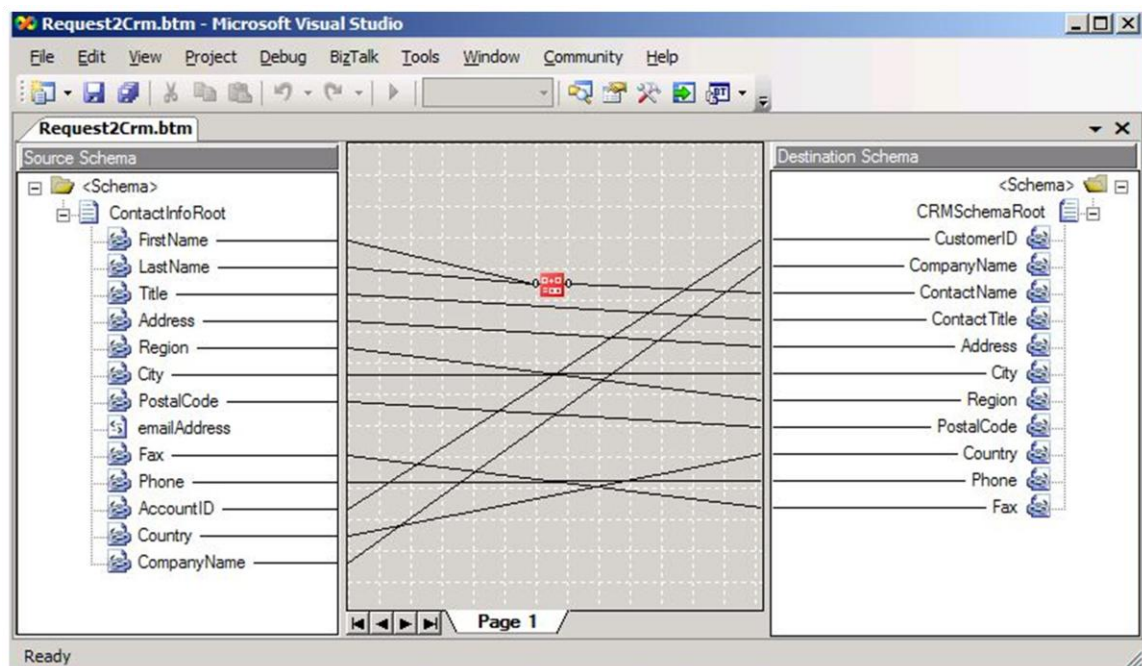 Request2Crm.btm - Microsoft Visual Studio
File Edit View Project Debug BizTalk Tools Window Community Help
Request2Crm.btm
Source Schema
<Schema>
ContactInfoRoot
FirstName
LastName
Title
Address
Region
City
PostalCode
emailAddress
Fax
Phone
AccountID
Country
CompanyName
Page 1
Destination Schema
<Schema>
CRMSchemaRoot
CustomerID
CompanyName
ContactName
ContactTitle
Address
City
Region
PostalCode
Country
Phone
Fax
Ready